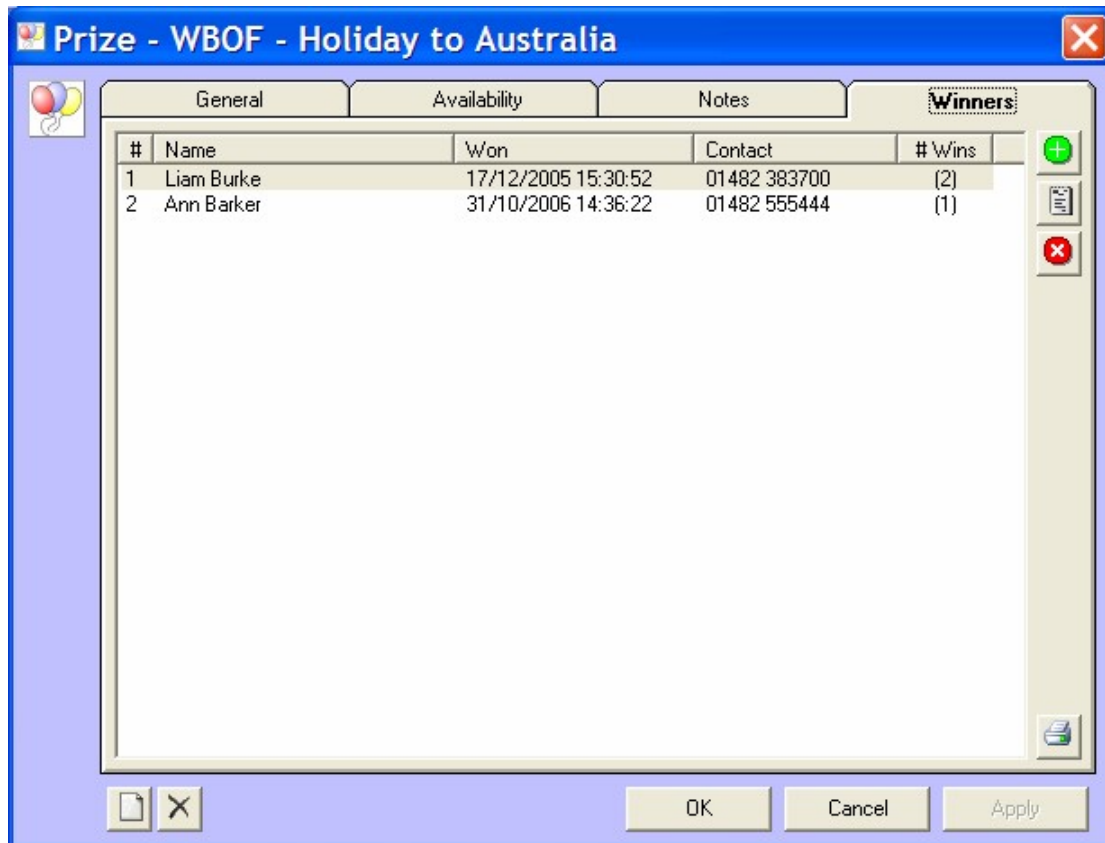 Prize - WBOF - Holiday to Australia
General Availability Notes Winners
# Name Won Contact # Wins
1 Liam Burke 17/12/2005 15:30:52 01482 383700 (2)
2 Ann Barker 31/10/2006 14:36:22 01482 555444 (1)
OK Cancel Apply